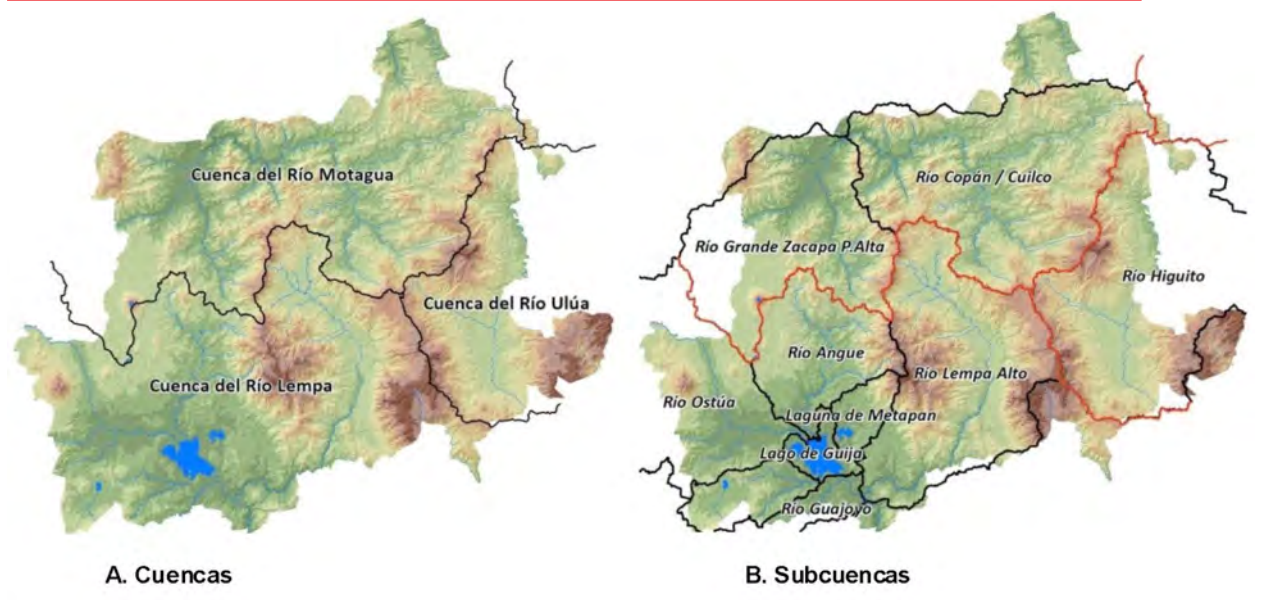 Cuenca del Río Motagua
Cuenca del Río Ulúa
Cuenca del Río Lempa
A. Cuencas
Río Copán / Cuilco
Río Grande Zacapa P.Alta
Río Higuito
Río Angue
Río Lempa Alto
Río Ostúa
Laguna de Metapan
Lago de Guija
Río Guajoyo
B. Subcuencas